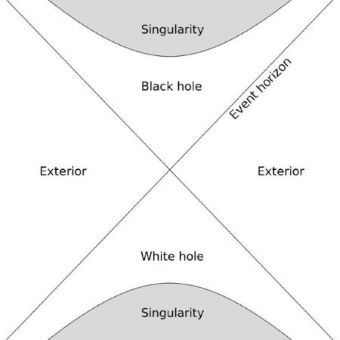 Singularity
Black hole
Event horizon
Exterior
Exterior
White hole
Singularity